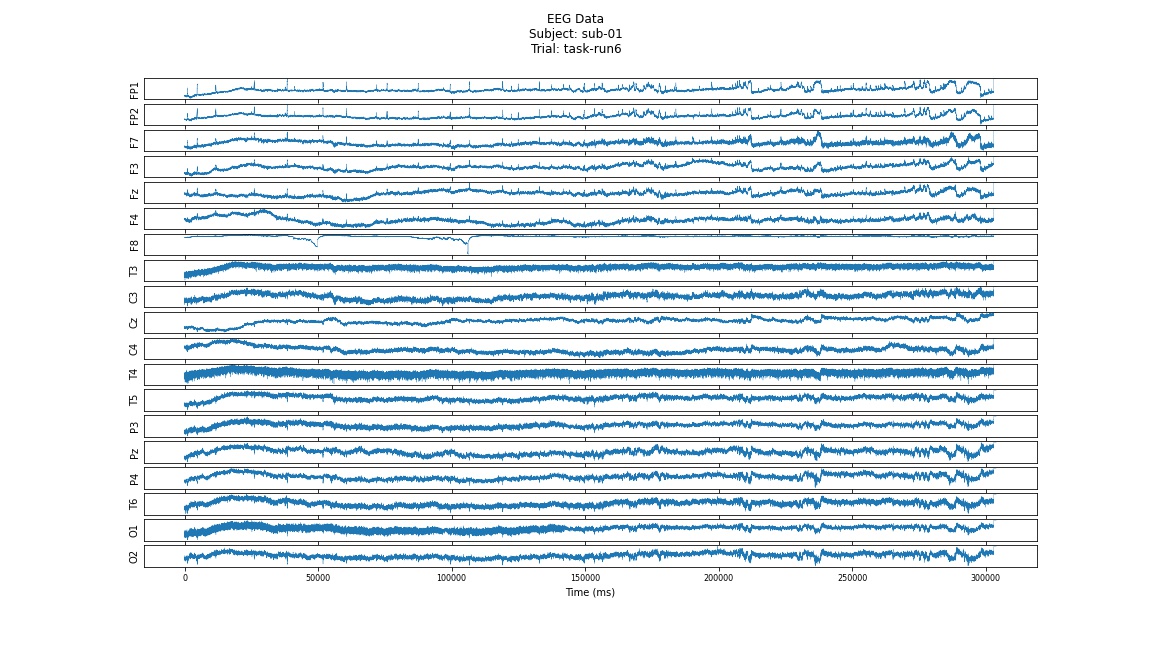 EEG Data
Subject: sub-01
Trial: task-run6
FP1
FP2
F7
F3
Fz
F4
F8
T3
C3
Cz
C4
T4
T5
P3
Pz
P4
T6
O1
O2
0 50000 100000 150000 200000 250000 300000
Time (ms)